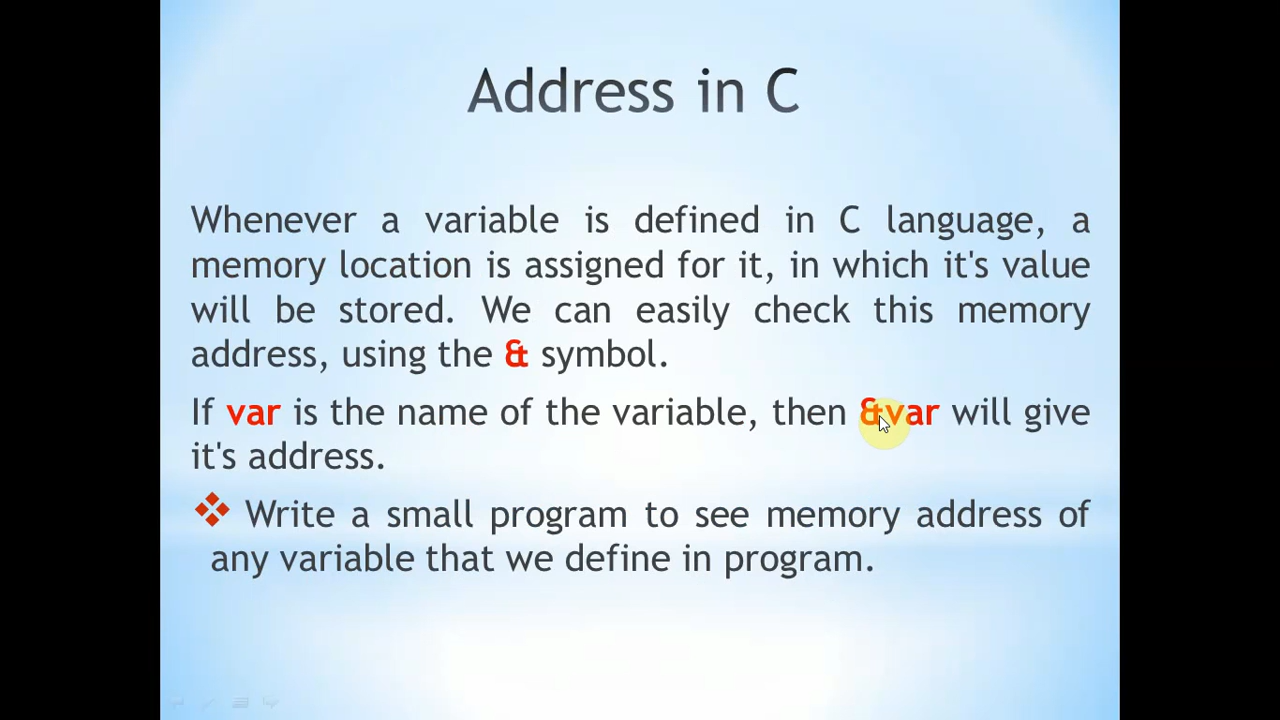 Address in C
Whenever a variable is defined in C language, a
memory location is assigned for it, in which it's value
will be stored. We can easily check this memory
address, using the & symbol.
If var is the name of the variable, then &var will give
it's address.
❖ Write a small program to see memory address of
any variable that we define in program.